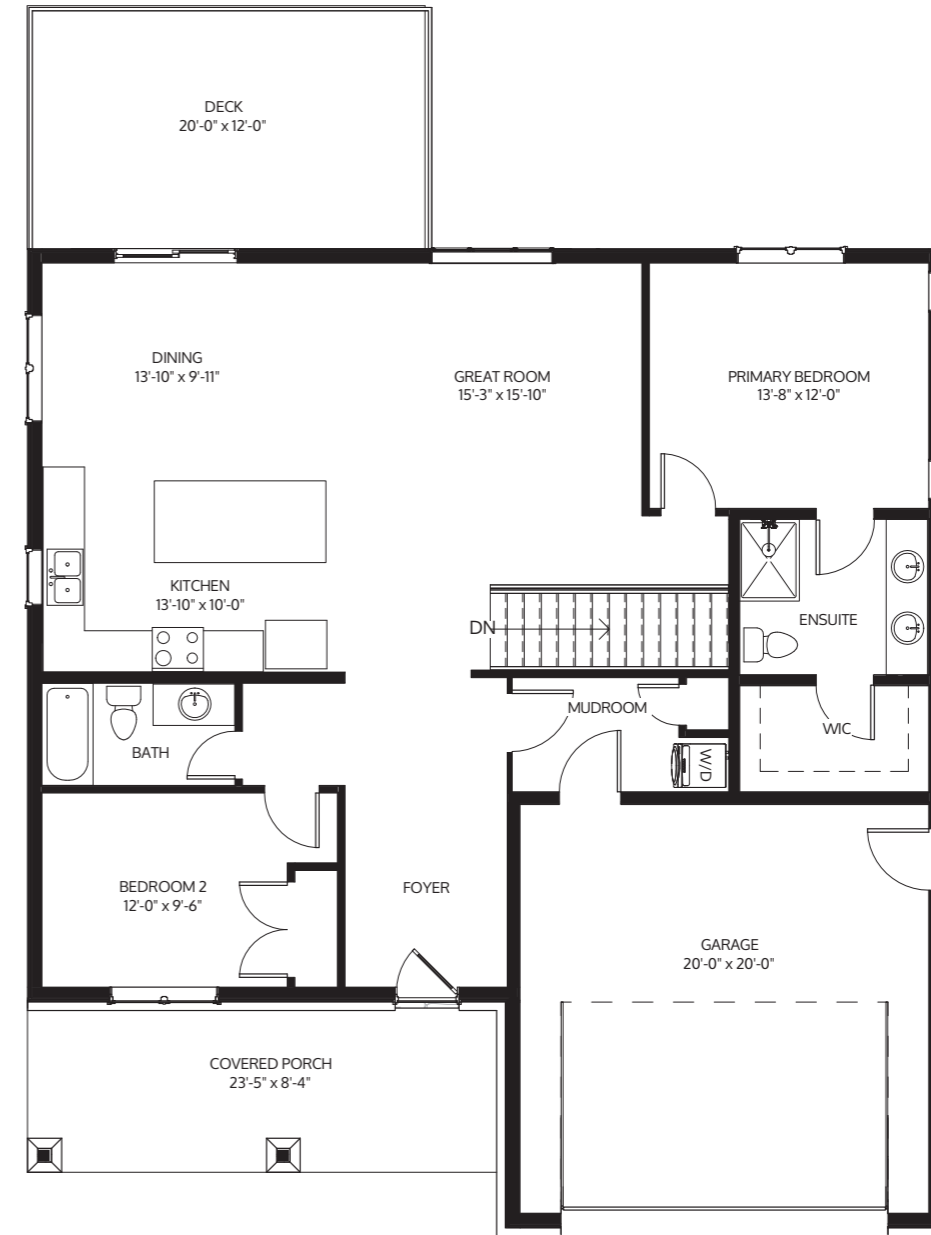 DECK
20'-0" x 12'-0"
DINING
13'-10" x 9'-11"
GREAT ROOM
15'-3" x 15'-10"
PRIMARY BEDROOM
13'-8" x 12'-0"
KITCHEN
13'-10" x 10'-0"
DN
ENSUITE
MUDROOM
WIC
BATH
W/D
BEDROOM 2
12'-0" x 9'-6"
FOYER
GARAGE
20'-0" x 20'-0"
COVERED PORCH
23'-5" x 8'-4"